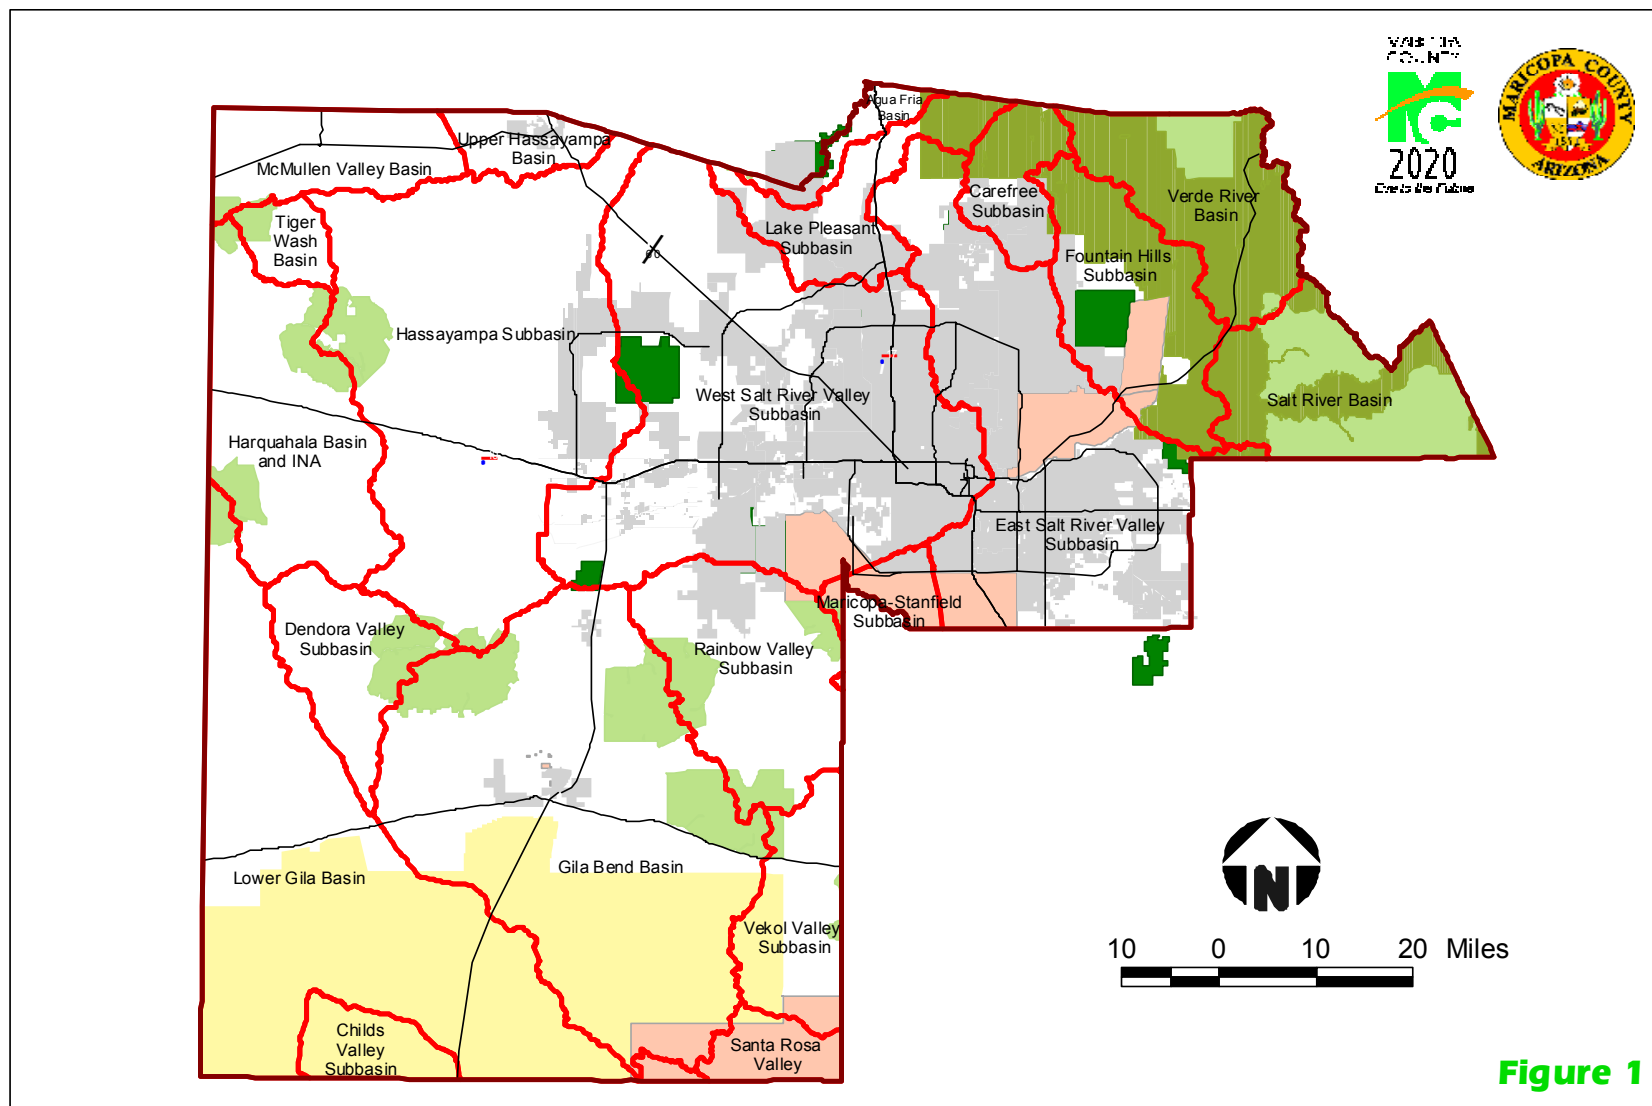 MARICOPA COUNTY
1871
ARIZONA
2020
Agua Fria
Basin
Upper Hassayampa
Basin
McMullen Valley Basin
Carefree
Subbasin
Verde River
Basin
Tiger
Wash
Basin
Lake Pleasant
Subbasin
60
Fountain Hills
Subbasin
Hassayampa Subbasin
West Salt River Valley
Subbasin
Salt River Basin
Harquahala Basin
and INA
East Salt River Valley
Subbasin
Maricopa-Stanfield
Subbasin
Dendora Valley
Subbasin
Rainbow Valley
Subbasin
Gila Bend Basin
Lower Gila Basin
Vekol Valley
Subbasin
N
10 0 10 20 Miles
Childs
Valley
Subbasin
Santa Rosa
Valley
Figure 1